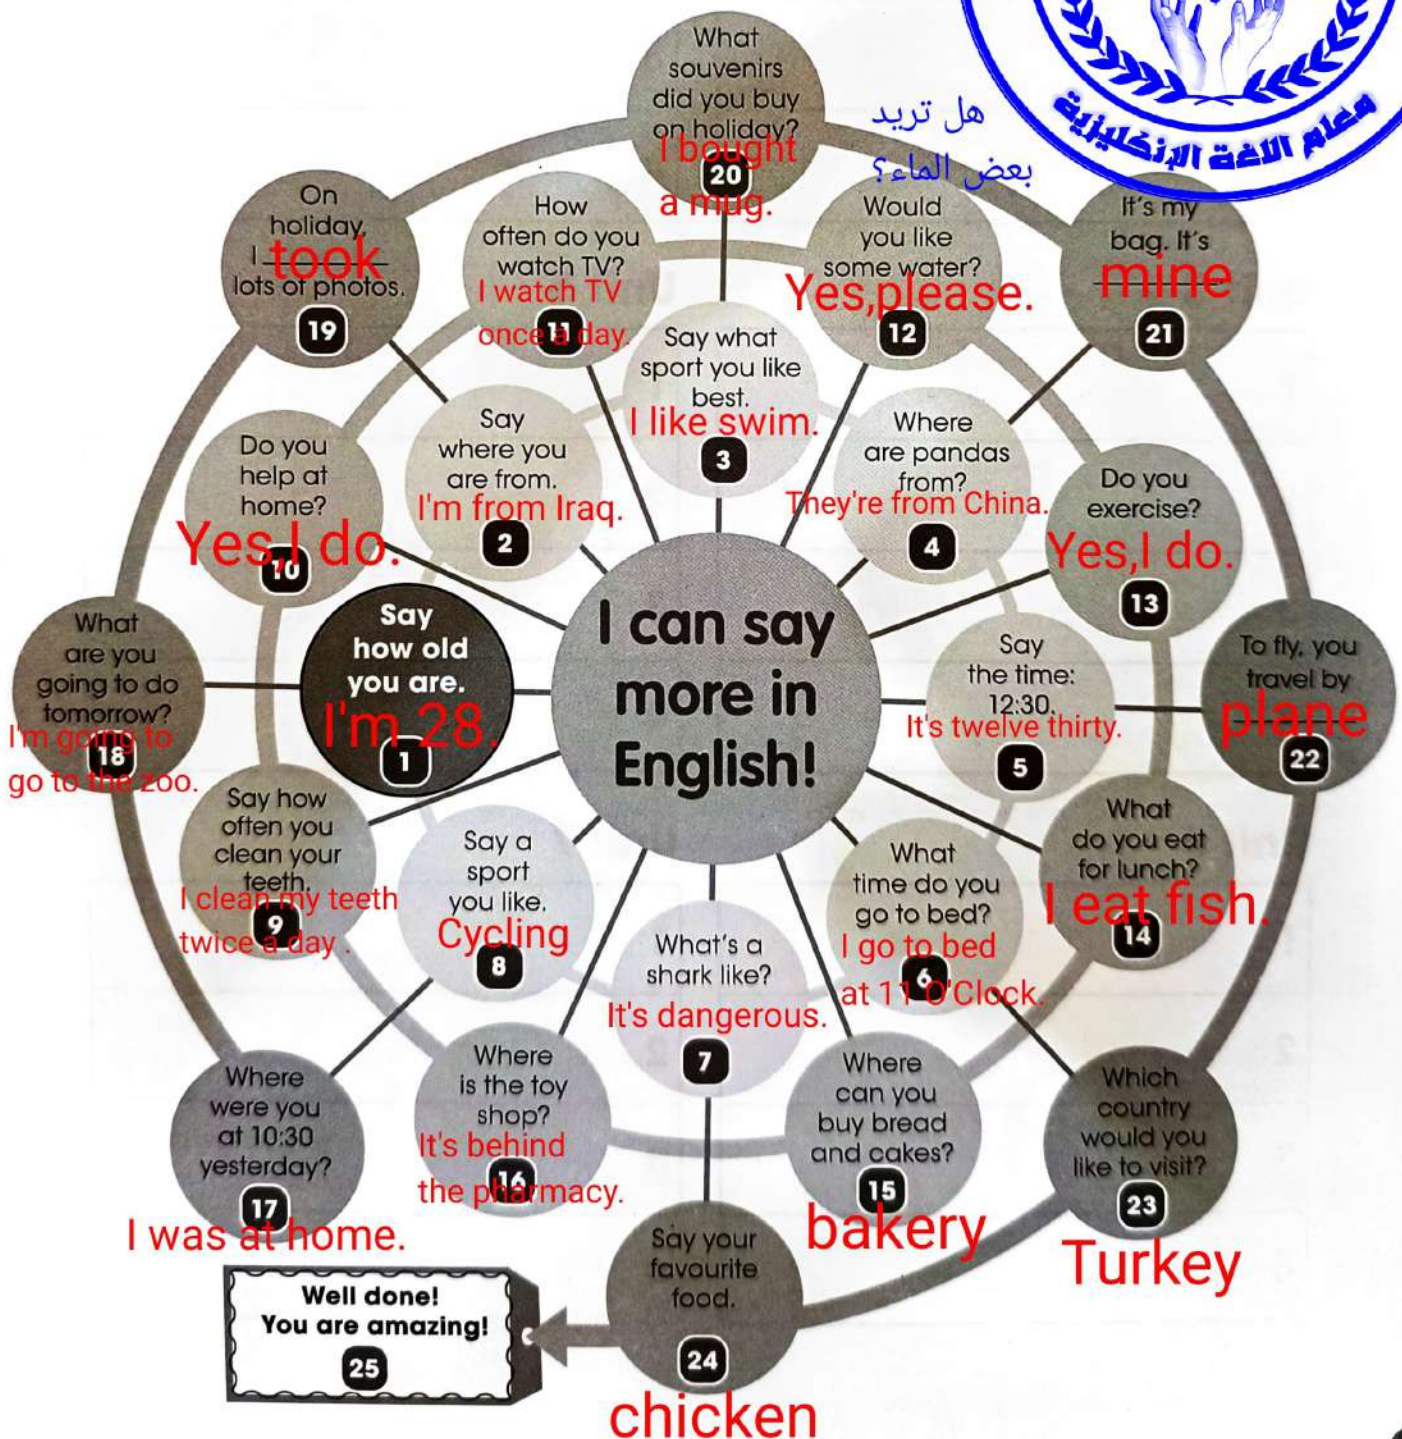 معلم اللغة الإنكليزية
هل تريد
بعض الماء؟
What
souvenirs
did you buy
on holiday?
I bought
20
a mug.
On
holiday,
I took
lots of photos.
19
How
often do you
watch TV?
I watch TV
11
once a day.
Would
you like
some water?
Yes,please.
12
It's my
bag. It's
mine
21
Say what
sport you like
best.
I like swim.
3
Do you
help at
home?
Yes,I do.
10
Say
where you
are from.
I'm from Iraq.
2
Where
are pandas
from?
They're from China.
4
Do you
exercise?
Yes,I do.
13
What
are you
going to do
tomorrow?
I'm going to
18
go to the zoo.
Say
how old
you are.
I'm 28.
1
I can say
more in
English!
Say
the time:
12:30.
It's twelve thirty.
5
To fly, you
travel by
plane
22
Say how
often you
clean your
teeth.
I clean my teeth
9
twice a day .
Say a
sport
you like.
Cycling
8
What's a
shark like?
It's dangerous.
7
What
time do you
go to bed?
I go to bed
6
at 11 O'Clock.
What
do you eat
for lunch?
I eat fish.
14
Where
were you
at 10:30
yesterday?
17
I was at home.
Where
is the toy
shop?
It's behind
16
the pharmacy.
Where
can you
buy bread
and cakes?
15
bakery
Which
country
would you
like to visit?
23
Turkey
Say your
favourite
food.
24
chicken
Well done!
You are amazing!
25